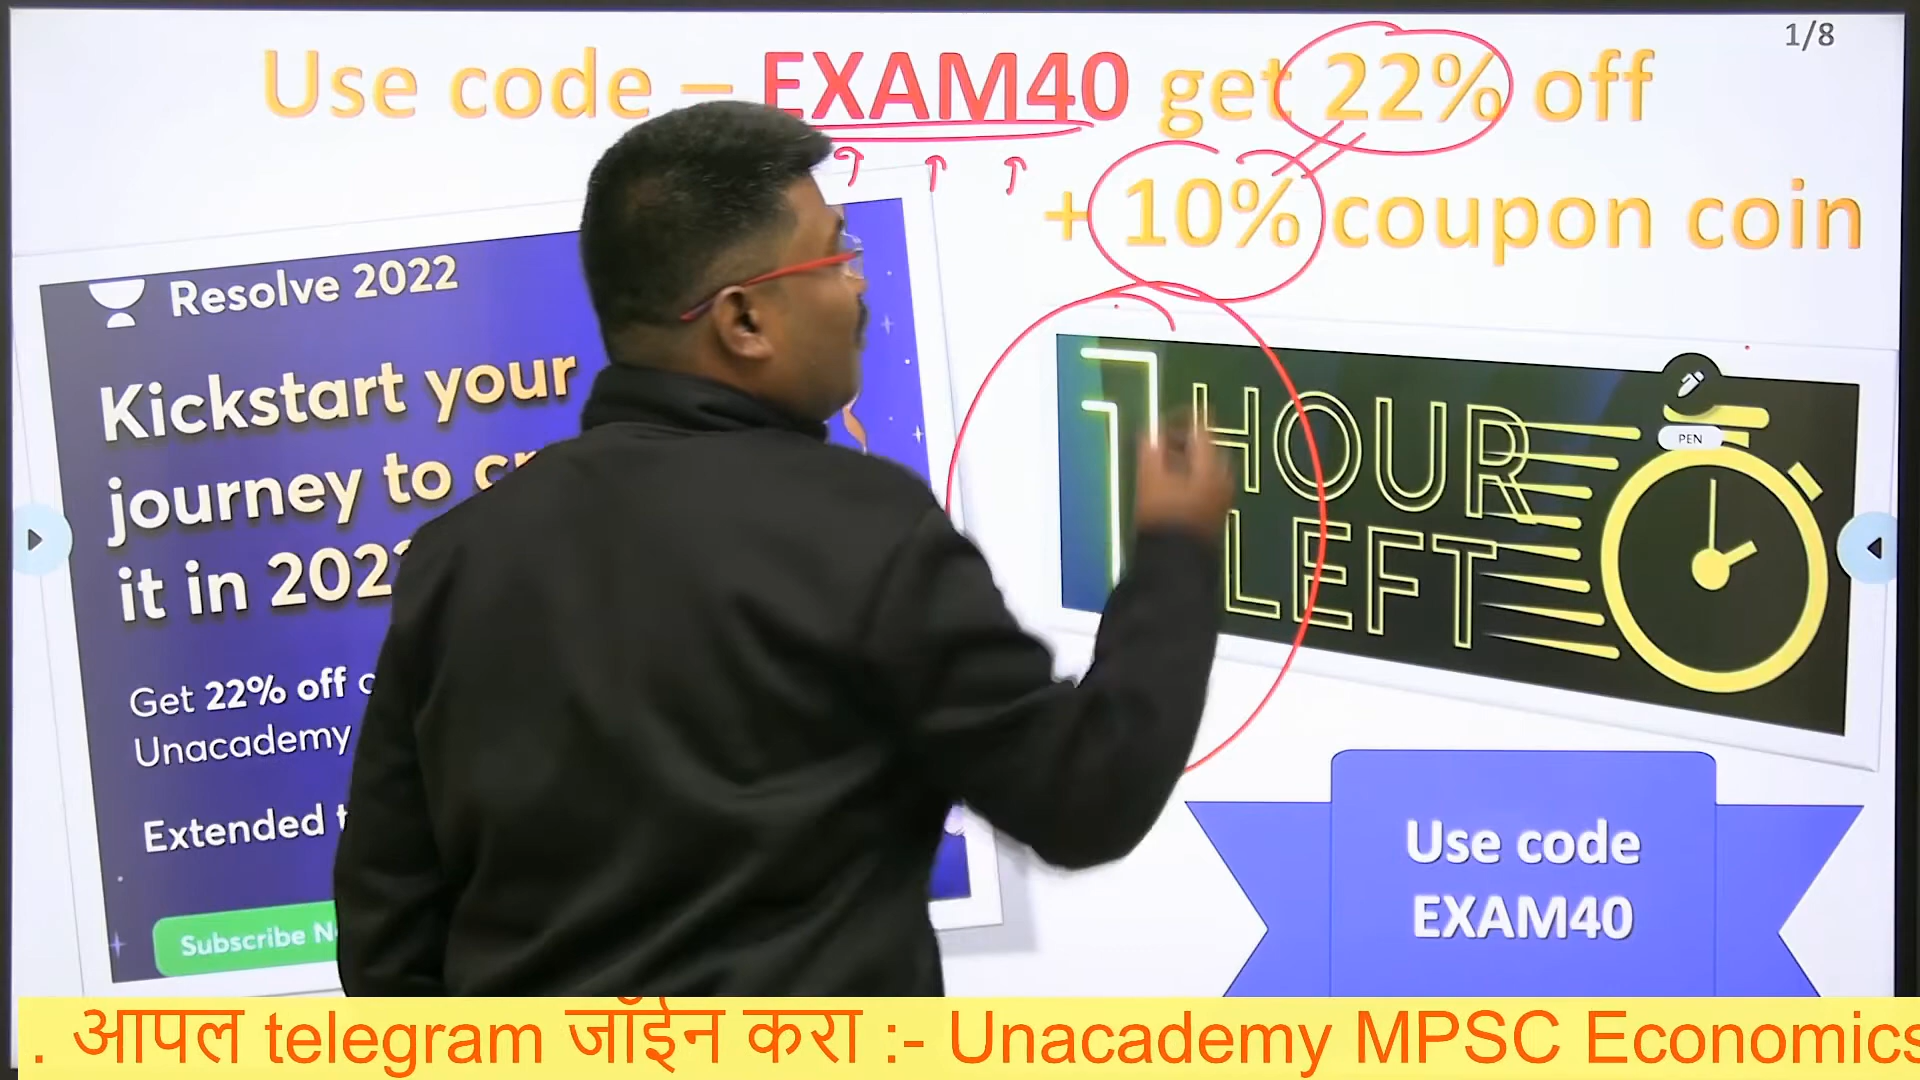 1/8
Use code – EXAM40 get 22% off
+ 10% coupon coin
Resolve 2022
Kickstart your
journey to
it in
Get 22% off
Unacademy
Extended
Subscribe
1 HOUR
LEFT
PEN
Use code
EXAM40
. आपल telegram जॉईन करा :- Unacademy MPSC Economics